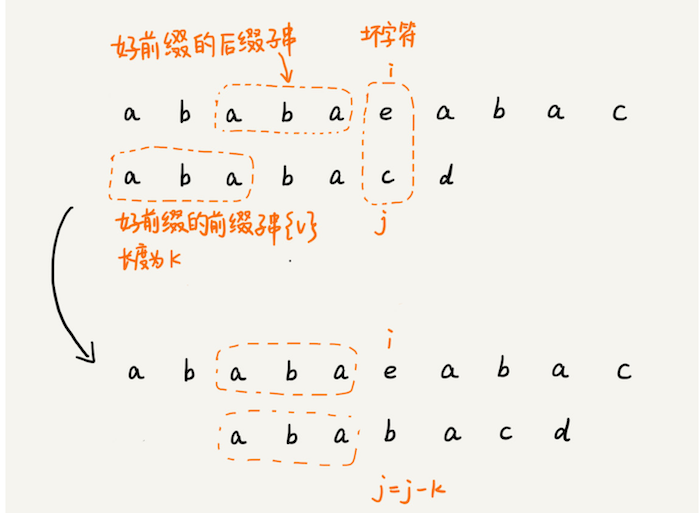 好前缀的后缀子串 坏字符
i
a b a b a e a b a c
a b a b a c d
好前缀的前缀子串{v} j
长度为k
i
a b a b a e a b a c
a b a b a c d
j=j-k